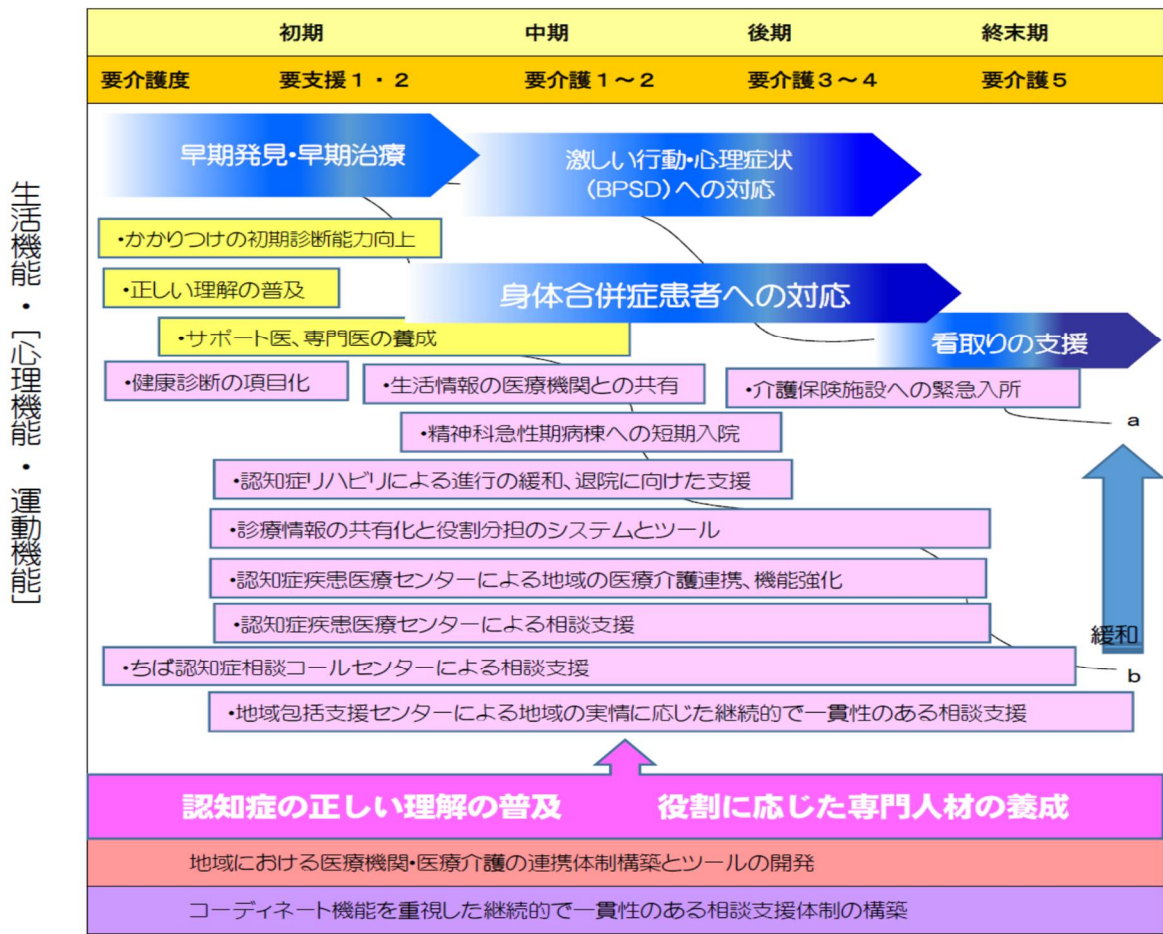 初期 中期 後期 終末期
要介護度 要支援1・2 要介護1～2 要介護3～4 要介護5
生活機能・[心理機能・運動機能]
早期発見・早期治療
激しい行動・心理症状
(BPSD)への対応
・かかりつけの初期診断能力向上
・正しい理解の普及
身体合併症患者への対応
・サポート医、専門医の養成
看取りの支援
・健康診断の項目化
・生活情報の医療機関との共有
・介護保険施設への緊急入所
a
・精神科急性期病棟への短期入院
・認知症リハビリによる進行の緩和、退院に向けた支援
・診療情報の共有化と役割分担のシステムとツール
・認知症疾患医療センターによる地域の医療介護連携、機能強化
・認知症疾患医療センターによる相談支援
緩和
・ちば認知症相談コールセンターによる相談支援
b
・地域包括支援センターによる地域の実情に応じた継続的で一貫性のある相談支援
認知症の正しい理解の普及 役割に応じた専門人材の養成
地域における医療機関・医療介護の連携体制構築とツールの開発
コーディネート機能を重視した継続的で一貫性のある相談支援体制の構築